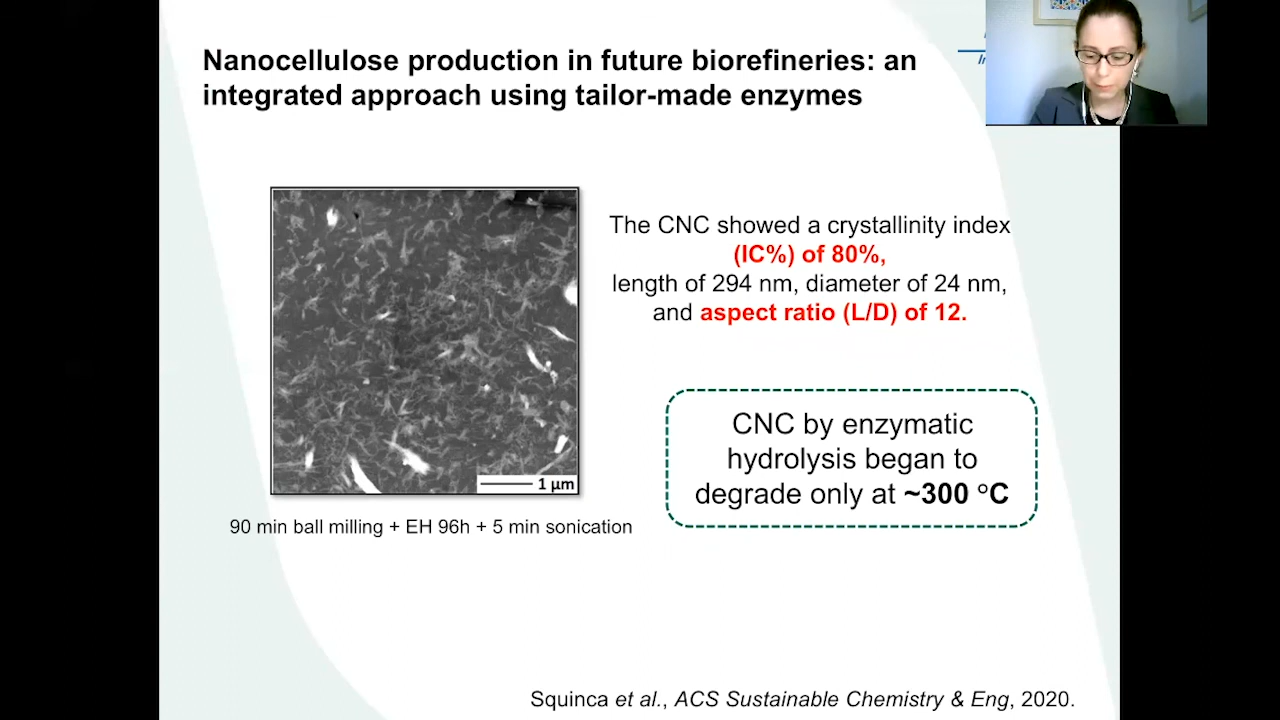 Nanocellulose production in future biorefineries: an
integrated approach using tailor-made enzymes
The CNC showed a crystallinity index
(IC%) of 80%,
length of 294 nm, diameter of 24 nm,
and aspect ratio (L/D) of 12.
CNC by enzymatic
hydrolysis began to
degrade only at ~300 °C
1 µm
90 min ball milling + EH 96h + 5 min sonication
Squinca et al., ACS Sustainable Chemistry & Eng, 2020.